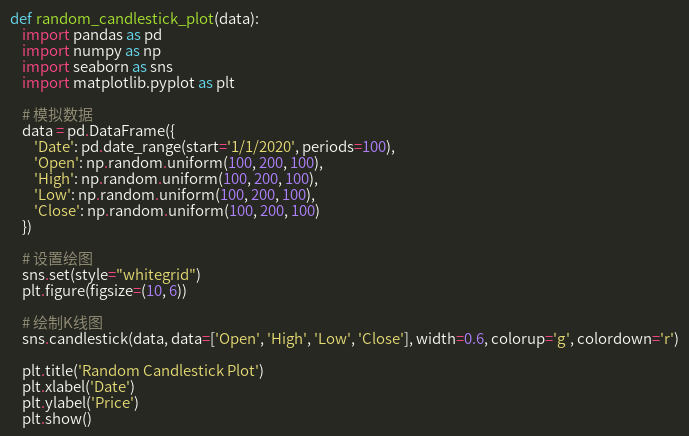 def random_candlestick_plot(data):
    import pandas as pd
    import numpy as np
    import seaborn as sns
    import matplotlib.pyplot as plt

    # 模拟数据
    data = pd.DataFrame({
        'Date': pd.date_range(start='1/1/2020', periods=100),
        'Open': np.random.uniform(100, 200, 100),
        'High': np.random.uniform(100, 200, 100),
        'Low': np.random.uniform(100, 200, 100),
        'Close': np.random.uniform(100, 200, 100)
    })

    # 设置绘图
    sns.set(style="whitegrid")
    plt.figure(figsize=(10, 6))

    # 绘制K线图
    sns.candlestick(data, data=['Open', 'High', 'Low', 'Close'], width=0.6, colorup='g', colordown='r')

    plt.title('Random Candlestick Plot')
    plt.xlabel('Date')
    plt.ylabel('Price')
    plt.show()